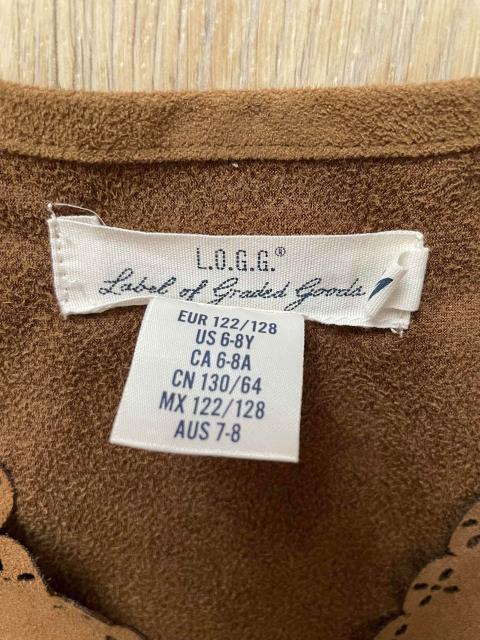 L.O.G.G.®
Label of Graded Goods
EUR 122/128
US 6-8Y
CA 6-8A
CN 130/64
MX 122/128
AUS 7-8